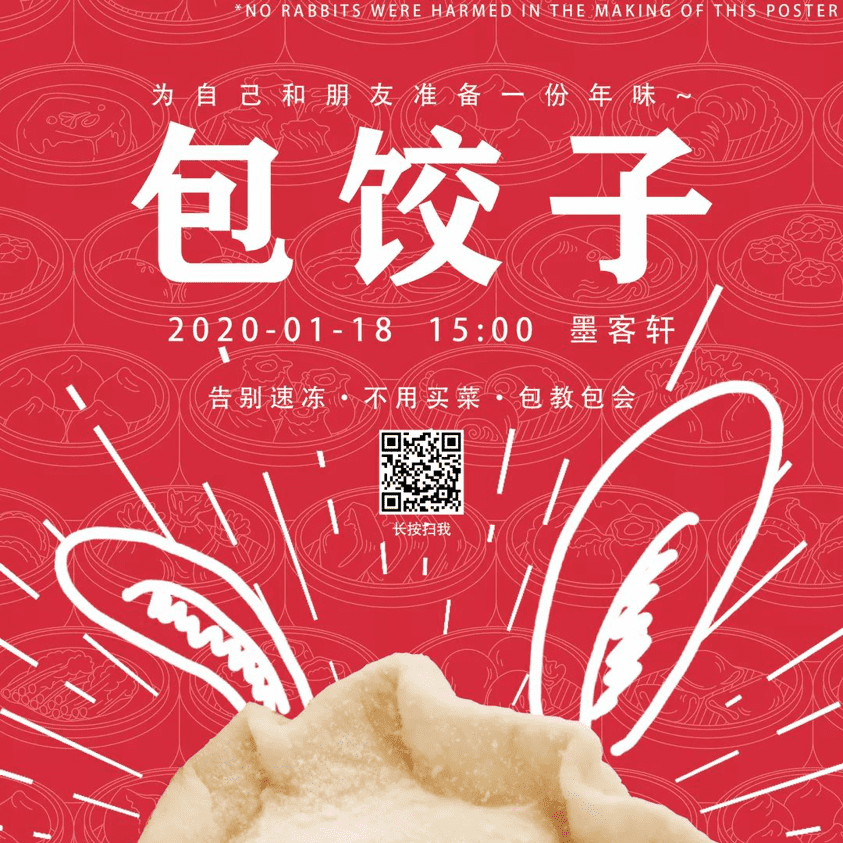 *NO RABBITS WERE HARMED IN THE MAKING OF THIS POSTER
为自己和朋友准备一份年味~
包饺子
2020-01-18 15:00 墨客轩
告别速冻·不用买菜·包教包会
长按扫我